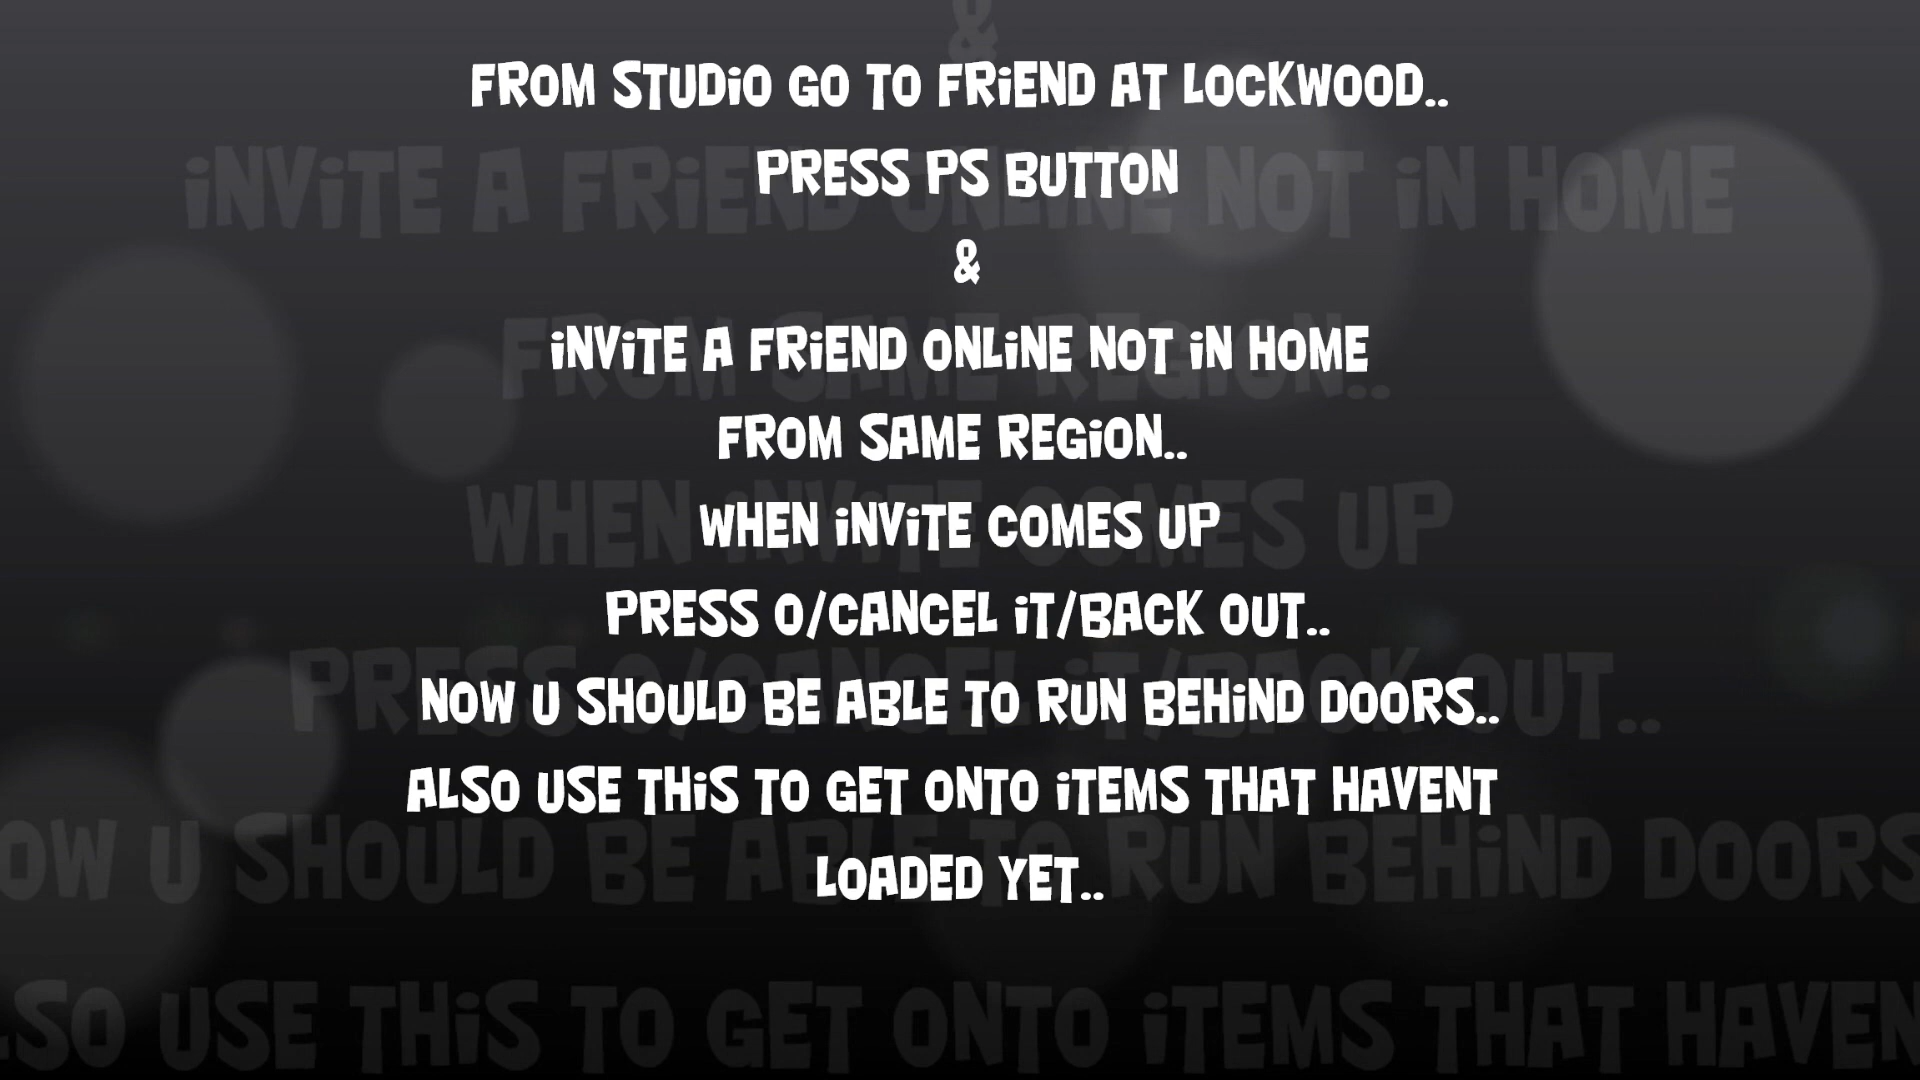 FROM STUDiO GO TO FRiEND AT LOCKWOOD..
PRESS PS BUTTON
&
iNViTE A FRiEND ONLiNE NOT iN HOME
FROM SAME REGiON..
WHEN iNViTE COMES UP
PRESS O/CANCEL iT/BACK OUT..
NOW U SHOULD BE ABLE TO RUN BEHiND DOORS..
ALSO USE THiS TO GET ONTO iTEMS THAT HAVENT
LOADED YET..